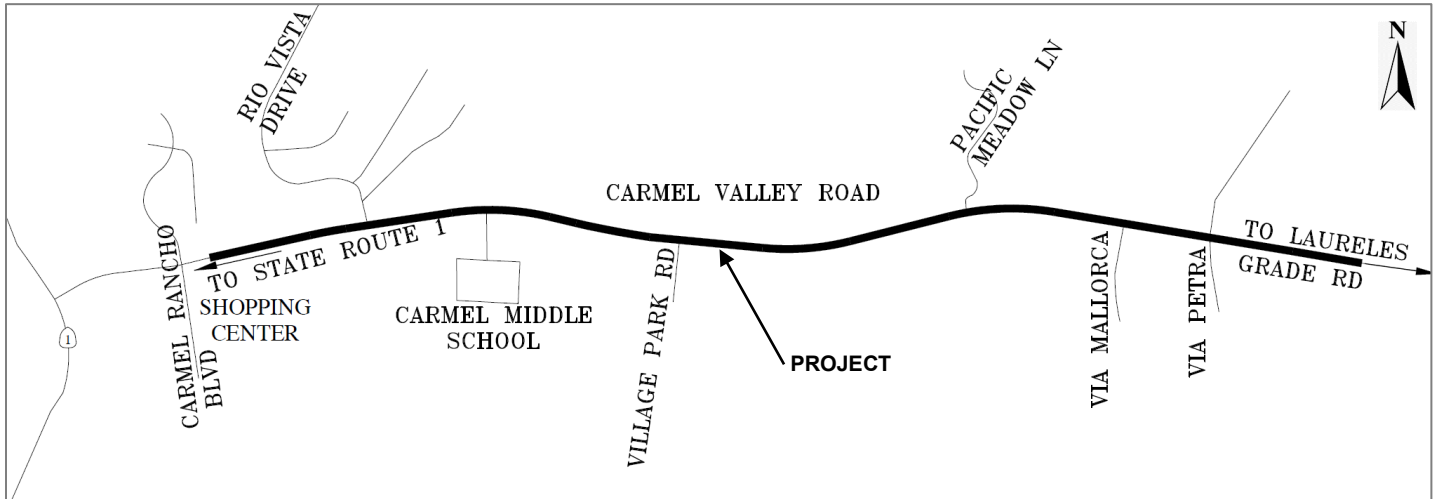 N
RIO VISTA
DRIVE
PACIFIC
MEADOW LN
CARMEL VALLEY ROAD
TO LAURELES
GRADE RD
TO STATE ROUTE 1
SHOPPING
CENTER
CARMEL RANCHO
BLVD
1
CARMEL MIDDLE
SCHOOL
VILLAGE PARK RD
PROJECT
VIA MALLORCA
VIA PETRA